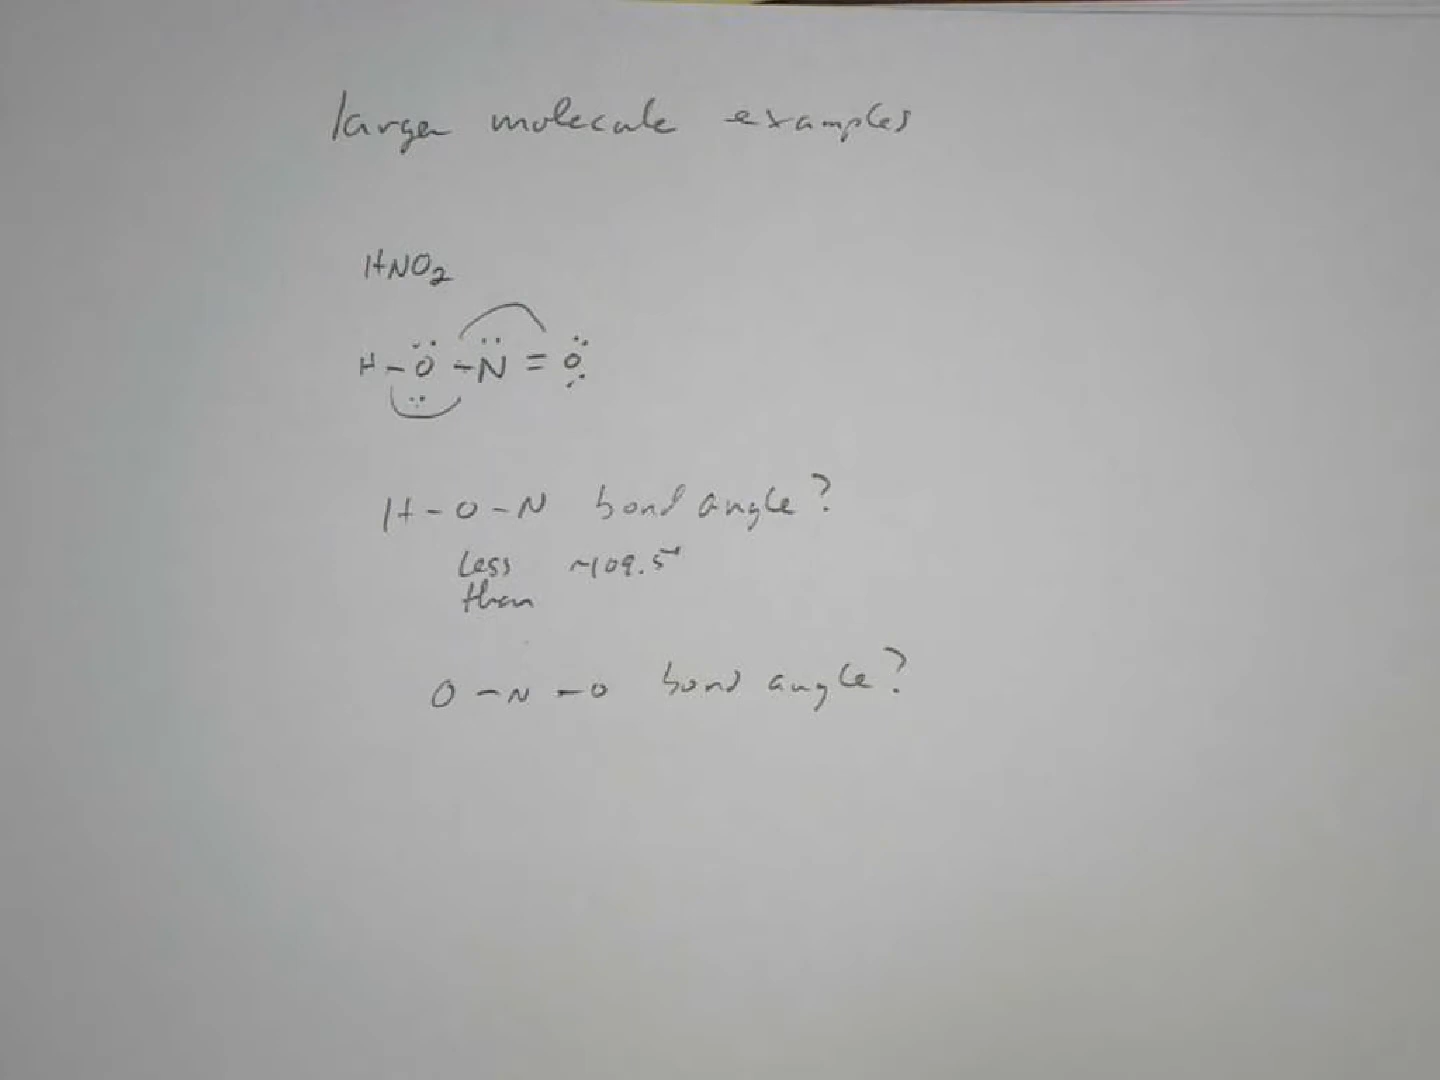 larger molecule examples
HNO2
H-O-N=O
H-O-N bond angle?
less ~109.5°
than
O-N-O bond angle?